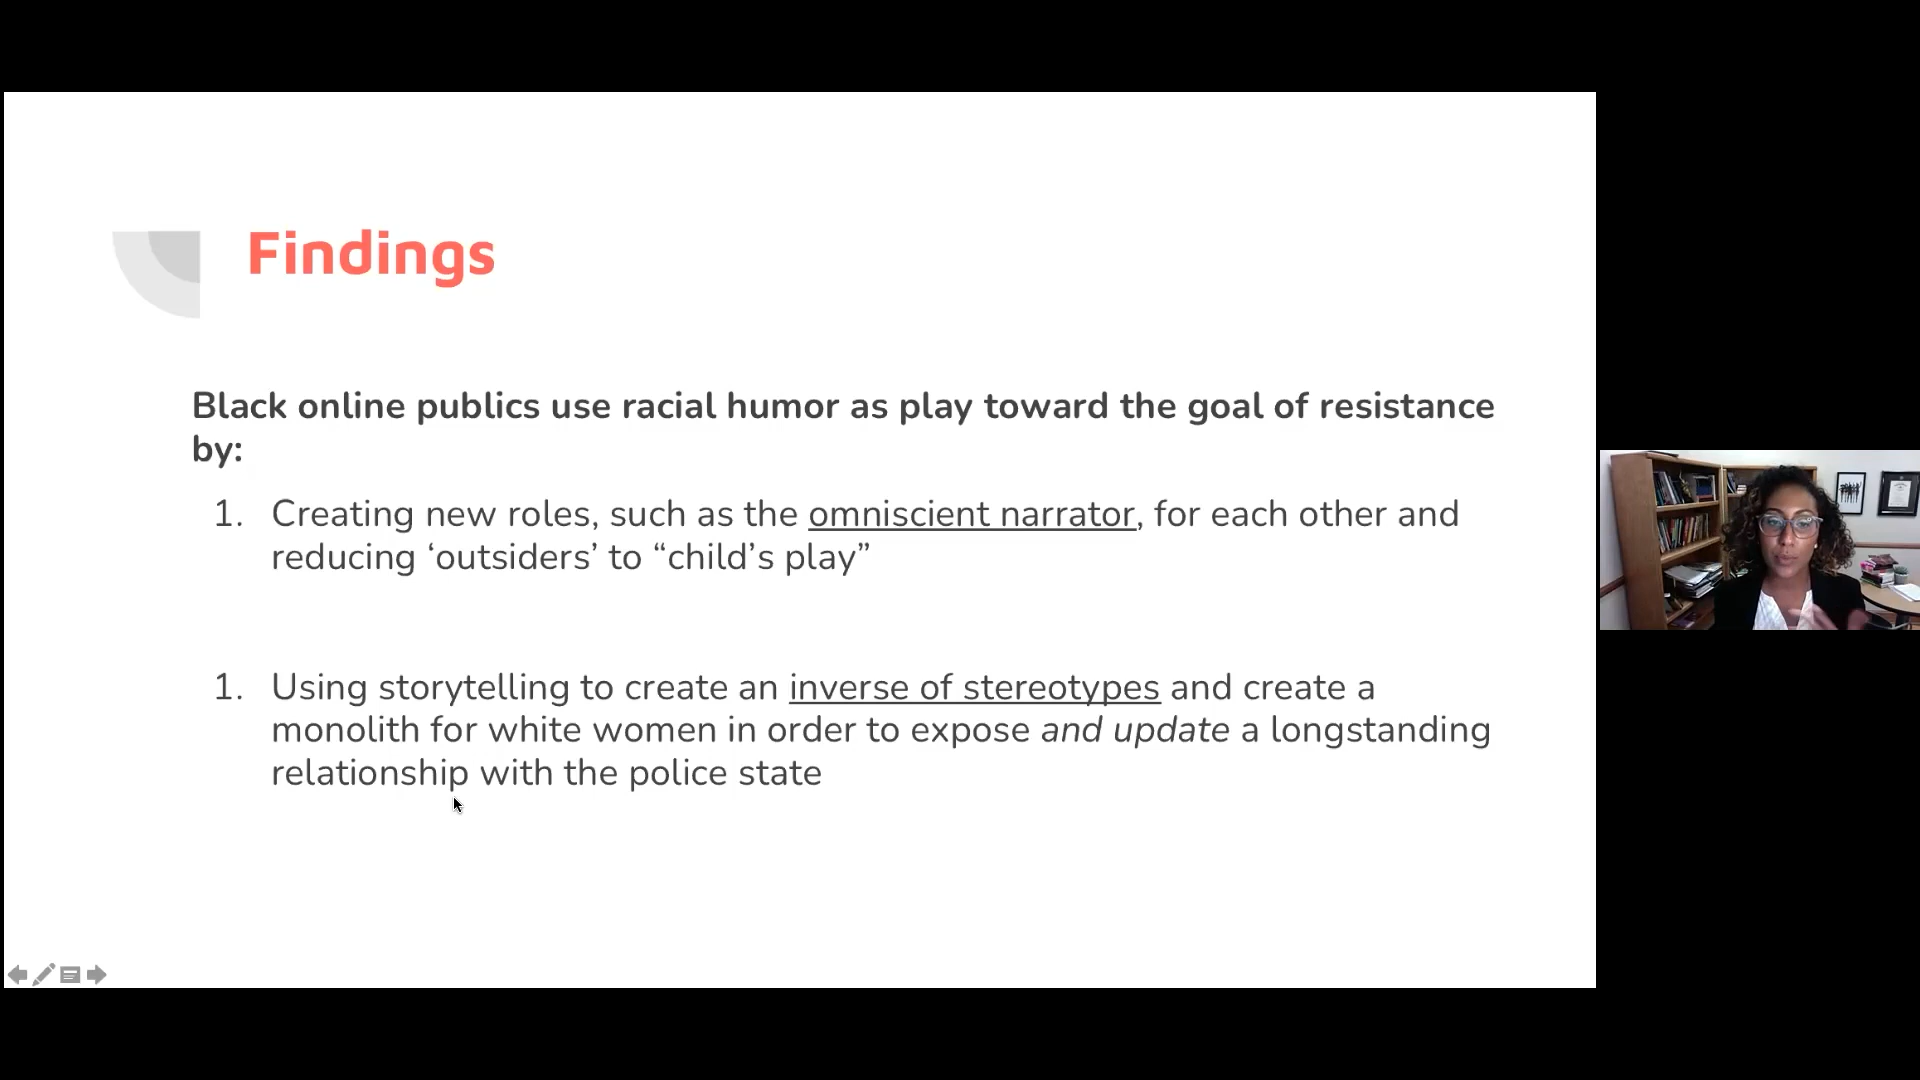 Findings
Black online publics use racial humor as play toward the goal of resistance
by:
1. Creating new roles, such as the omniscient narrator, for each other and
reducing ‘outsiders’ to “child’s play”
1. Using storytelling to create an inverse of stereotypes and create a
monolith for white women in order to expose and update a longstanding
relationship with the police state